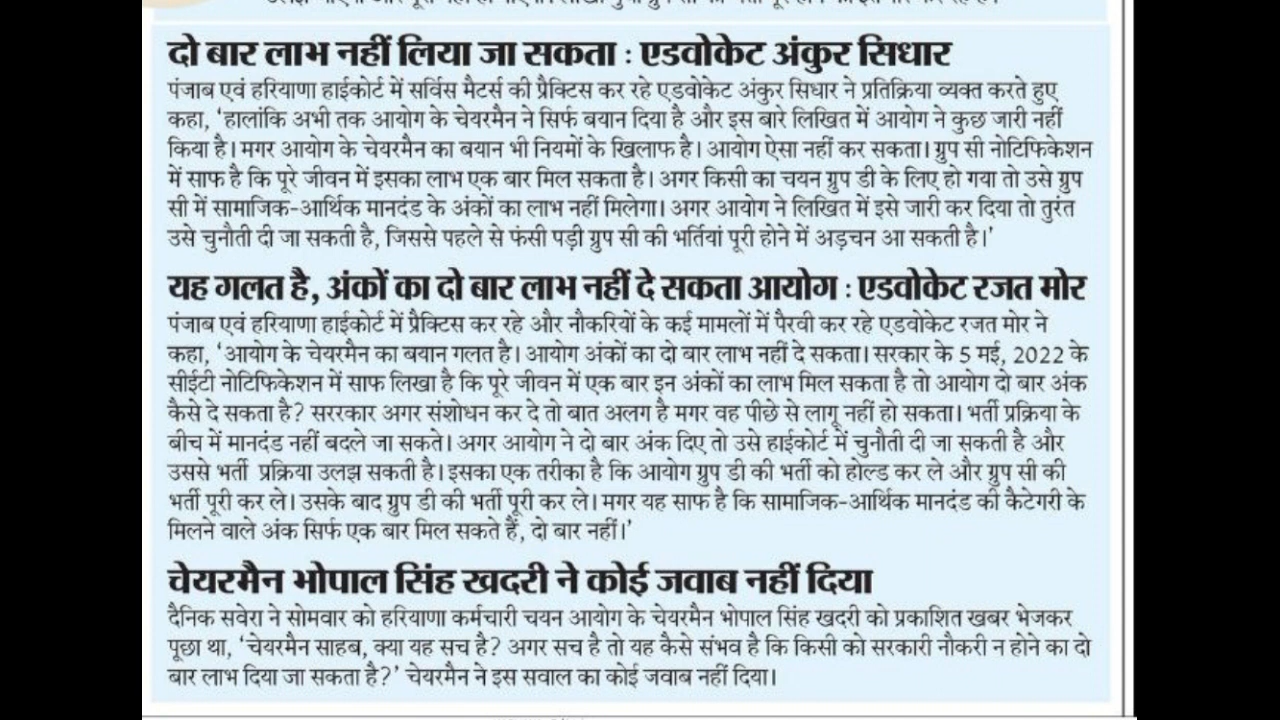 दो बार लाभ नहीं लिया जा सकता : एडवोकेट अंकुर सिधार
पंजाब एवं हरियाणा हाईकोर्ट में सर्विस मैटर्स की प्रैक्टिस कर रहे एडवोकेट अंकुर सिधार ने प्रतिक्रिया व्यक्त करते हुए
कहा, ‘हालांकि अभी तक आयोग के चेयरमैन ने सिर्फ बयान दिया है और इस बारे लिखित में आयोग ने कुछ जारी नहीं
किया है। मगर आयोग के चेयरमैन का बयान भी नियमों के खिलाफ है। आयोग ऐसा नहीं कर सकता। ग्रुप सी नोटिफिकेशन
में साफ है कि पूरे जीवन में इसका लाभ एक बार मिल सकता है। अगर किसी का चयन ग्रुप डी के लिए हो गया तो उसे ग्रुप
सी में सामाजिक-आर्थिक मानदंड के अंकों का लाभ नहीं मिलेगा। अगर आयोग ने लिखित में इसे जारी कर दिया तो तुरंत
उसे चुनौती दी जा सकती है, जिससे पहले से फंसी पड़ी ग्रुप सी की भर्तियां पूरी होने में अड़चन आ सकती है।’
यह गलत है, अंकों का दो बार लाभ नहीं दे सकता आयोग : एडवोकेट रजत मोर
पंजाब एवं हरियाणा हाईकोर्ट में प्रैक्टिस कर रहे और नौकरियों के कई मामलों में पैरवी कर रहे एडवोकेट रजत मोर ने
कहा, ‘आयोग के चेयरमैन का बयान गलत है। आयोग अंकों का दो बार लाभ नहीं दे सकता। सरकार के 5 मई, 2022 के
सीईटी नोटिफिकेशन में साफ लिखा है कि पूरे जीवन में एक बार इन अंकों का लाभ मिल सकता है तो आयोग दो बार अंक
कैसे दे सकता है? सररकार अगर संशोधन कर दे तो बात अलग है मगर वह पीछे से लागू नहीं हो सकता। भर्ती प्रक्रिया के
बीच में मानदंड नहीं बदले जा सकते। अगर आयोग ने दो बार अंक दिए तो उसे हाईकोर्ट में चुनौती दी जा सकती है और
उससे भर्ती प्रक्रिया उलझ सकती है। इसका एक तरीका है कि आयोग ग्रुप डी की भर्ती को होल्ड कर ले और ग्रुप सी की
भर्ती पूरी कर ले। उसके बाद ग्रुप डी की भर्ती पूरी कर ले। मगर यह साफ है कि सामाजिक-आर्थिक मानदंड की कैटेगरी के
मिलने वाले अंक सिर्फ एक बार मिल सकते हैं, दो बार नहीं।’
चेयरमैन भोपाल सिंह खदरी ने कोई जवाब नहीं दिया
दैनिक सवेरा ने सोमवार को हरियाणा कर्मचारी चयन आयोग के चेयरमैन भोपाल सिंह खदरी को प्रकाशित खबर भेजकर
पूछा था, ‘चेयरमैन साहब, क्या यह सच है? अगर सच है तो यह कैसे संभव है कि किसी को सरकारी नौकरी न होने का दो
बार लाभ दिया जा सकता है?’ चेयरमैन ने इस सवाल का कोई जवाब नहीं दिया।